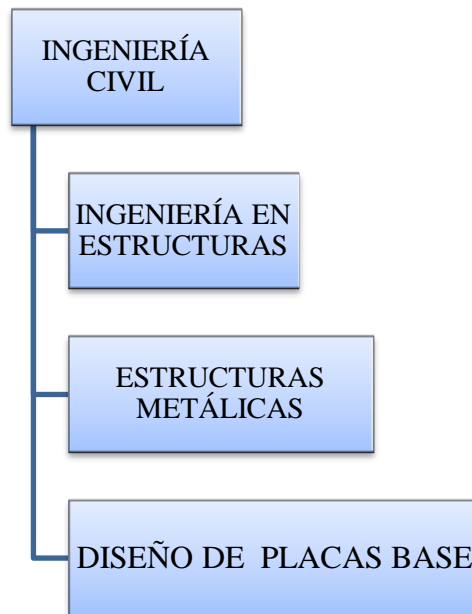 INGENIERÍA
CIVIL
INGENIERÍA EN
ESTRUCTURAS
ESTRUCTURAS
METÁLICAS
DISEÑO DE PLACAS BASE